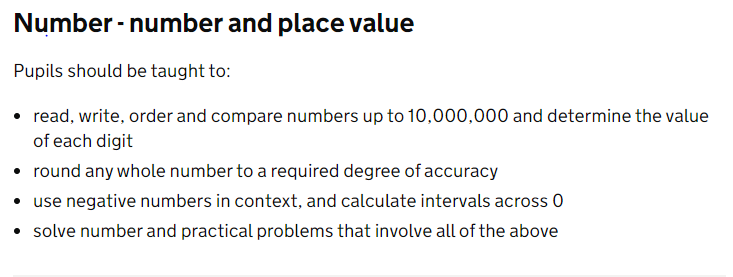 Number - number and place value
Pupils should be taught to:
• read, write, order and compare numbers up to 10,000,000 and determine the value
of each digit
• round any whole number to a required degree of accuracy
• use negative numbers in context, and calculate intervals across 0
• solve number and practical problems that involve all of the above